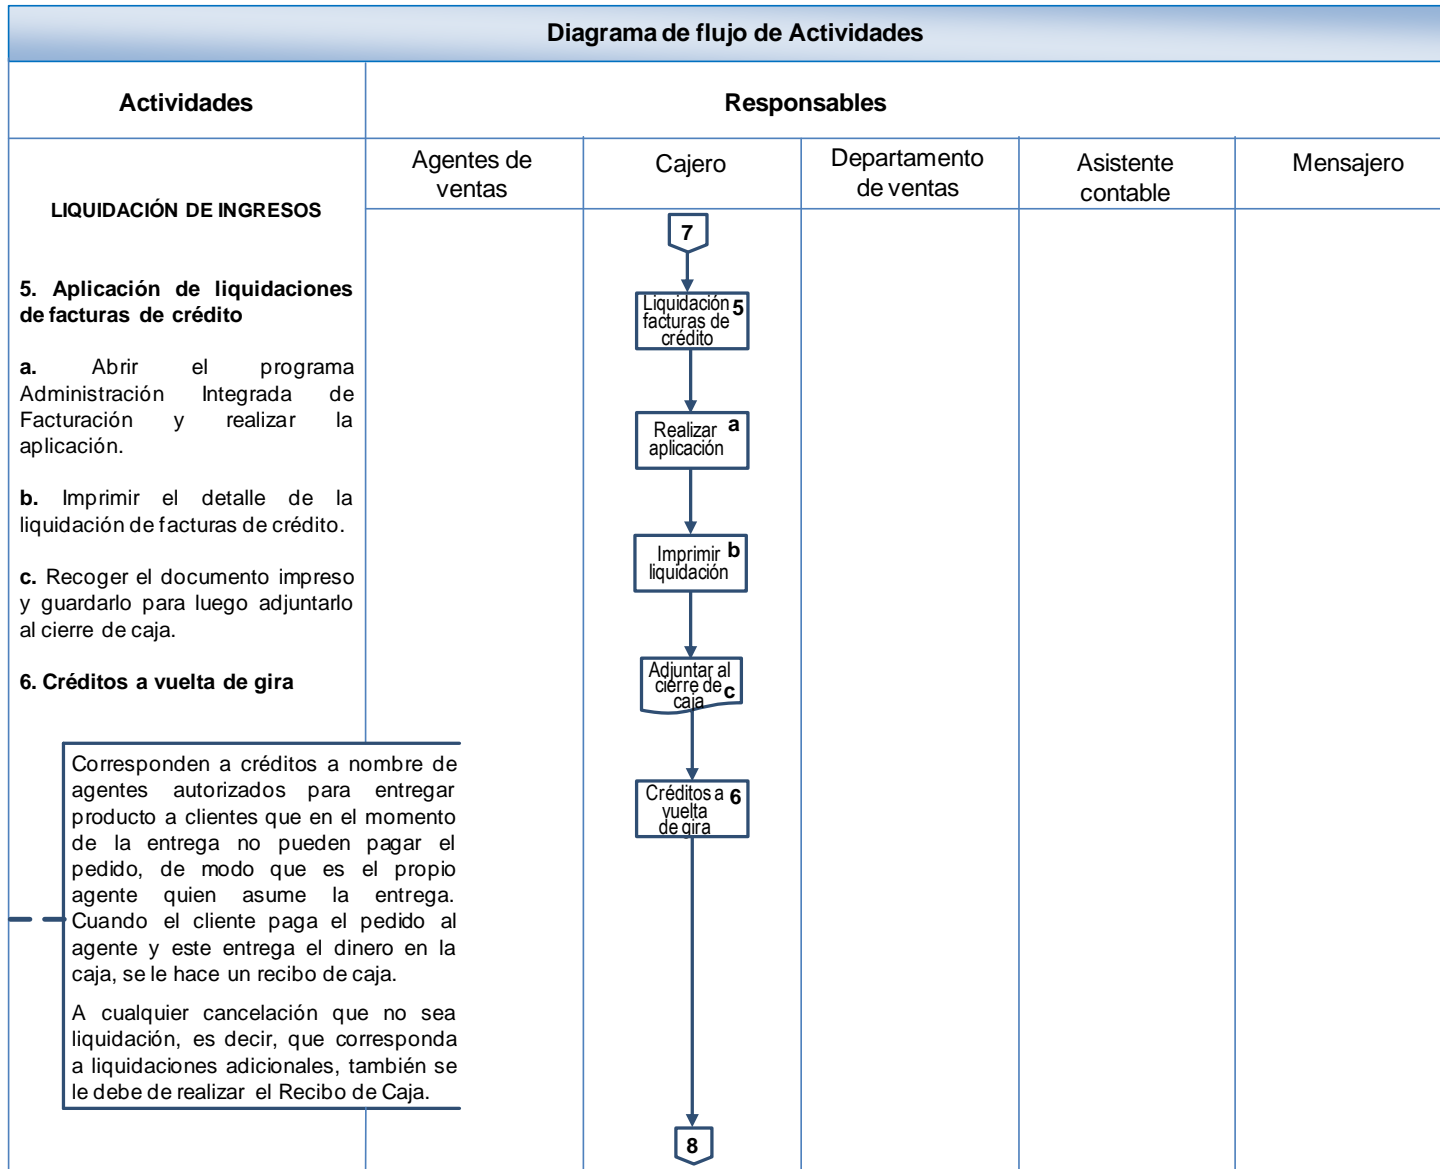 Diagrama de flujo de Actividades
Actividades
Responsables
Agentes de
ventas
Cajero
Departamento
de ventas
Asistente
contable
Mensajero
LIQUIDACIÓN DE INGRESOS
5. Aplicación de liquidaciones
de facturas de crédito
a. Abrir el programa
Administración Integrada de
Facturación y realizar la
aplicación.
b. Imprimir el detalle de la
liquidación de facturas de crédito.
c. Recoger el documento impreso
y guardarlo para luego adjuntarlo
al cierre de caja.
6. Créditos a vuelta de gira
Corresponden a créditos a nombre de
agentes autorizados para entregar
producto a clientes que en el momento
de la entrega no pueden pagar el
pedido, de modo que es el propio
agente quien asume la entrega.
Cuando el cliente paga el pedido al
agente y este entrega el dinero en la
caja, se le hace un recibo de caja.
A cualquier cancelación que no sea
liquidación, es decir, que corresponda
a liquidaciones adicionales, también se
le debe de realizar el Recibo de Caja.
7
Liquidación 5
facturas de
crédito
Realizar a
aplicación
Imprimir b
liquidación
Adjuntar al
cierre de c
caja
Créditos a 6
vuelta
de gira
8